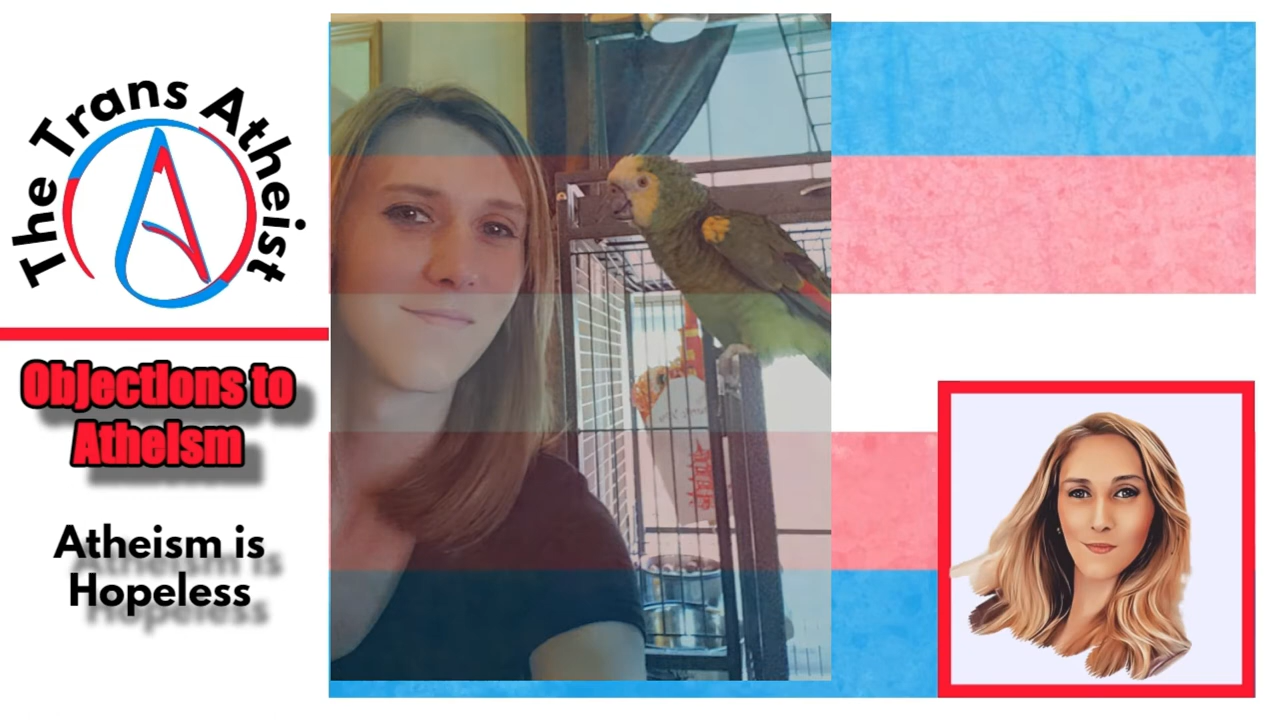 The Trans Atheist
Objections to
Atheism
Atheism is
Hopeless